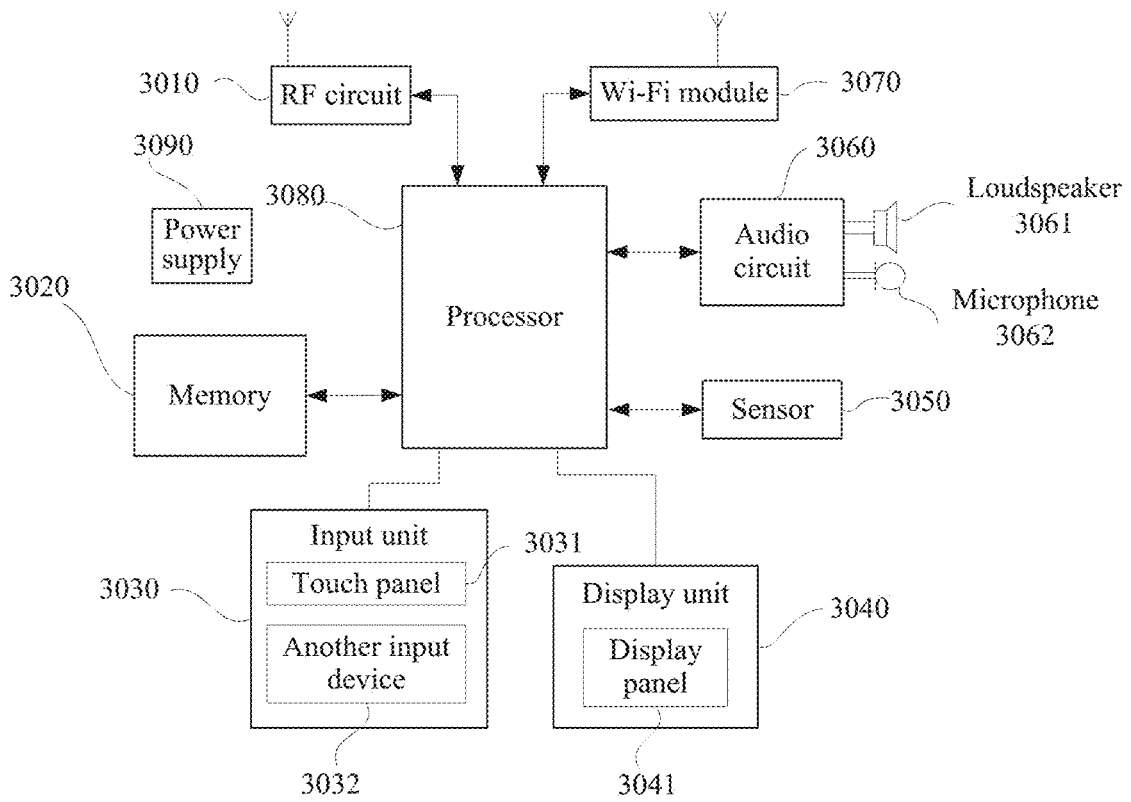 3010
RF circuit
Wi-Fi module
3070
3090
3080
3060
Power
supply
Audio
circuit
Loudspeaker
3061
3020
Processor
Microphone
3062
Memory
Sensor
3050
Input unit
3031
Touch panel
3030
Another input
device
Display unit
3040
Display
panel
3032
3041